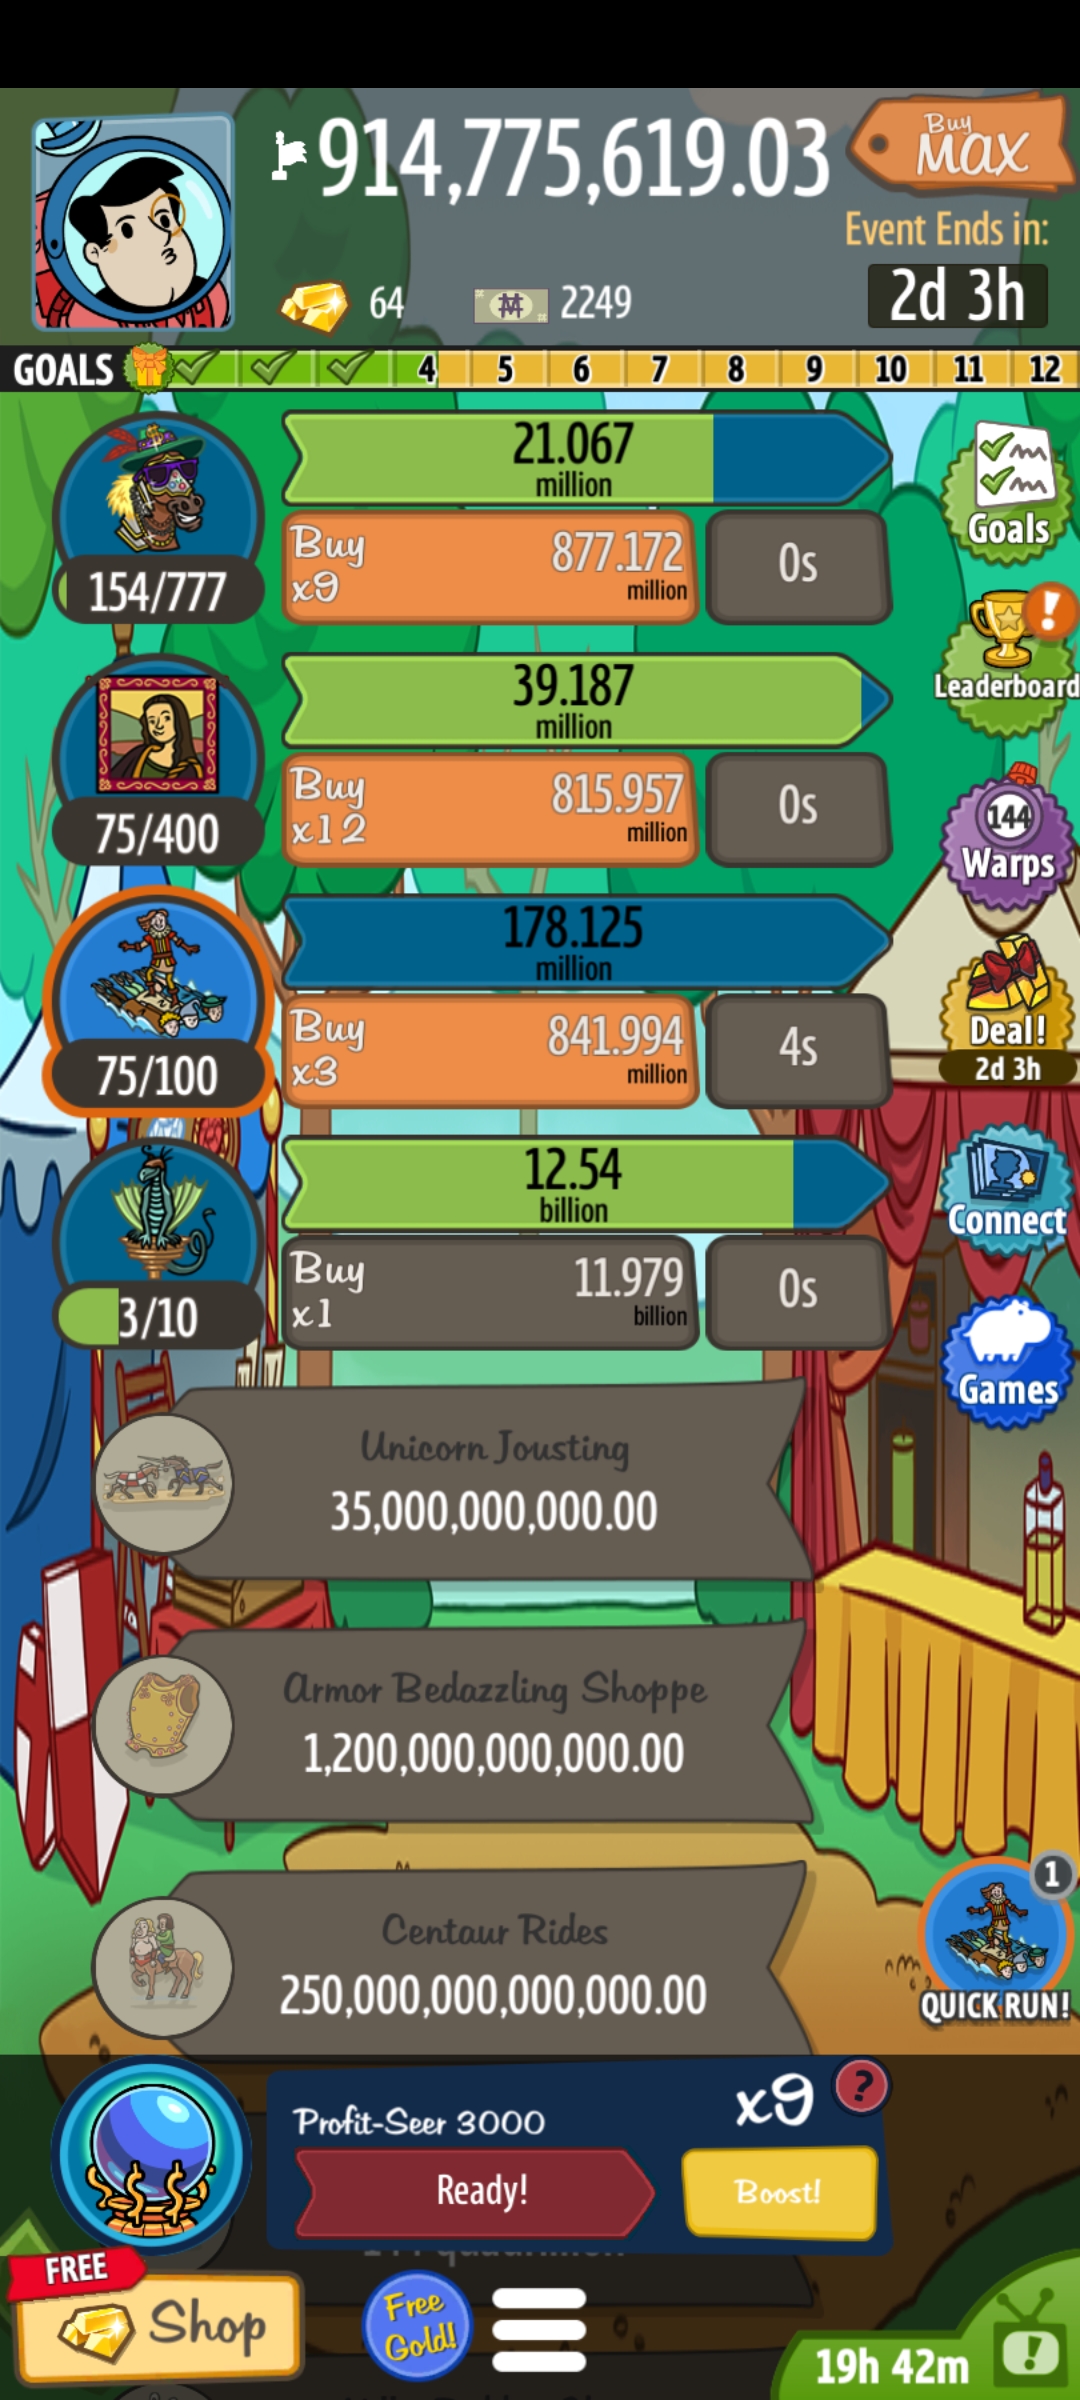 914,775,619.03
Buy
MAX
Event Ends in:
2d 3h
64
2249
GOALS 4 5 6 7 8 9 10 11 12
21.067
million
Buy
x9
877.172
million
0s
154/777
Goals
39.187
million
Buy
x12
815.957
million
0s
75/400
!
Leaderboard
144
Warps
178.125
million
Buy
x3
841.994
million
4s
75/100
Deal!
2d 3h
12.54
billion
Buy
x1
11.979
billion
0s
3/10
Connect
Games
Unicorn Jousting
35,000,000,000.00
Armor Bedazzling Shoppe
1,200,000,000,000.00
Centaur Rides
250,000,000,000,000.00
1
QUICK RUN!
Profit-Seer 3000
x9
?
Ready!
Boost!
FREE
Shop
Free
Gold!
19h 42m
!